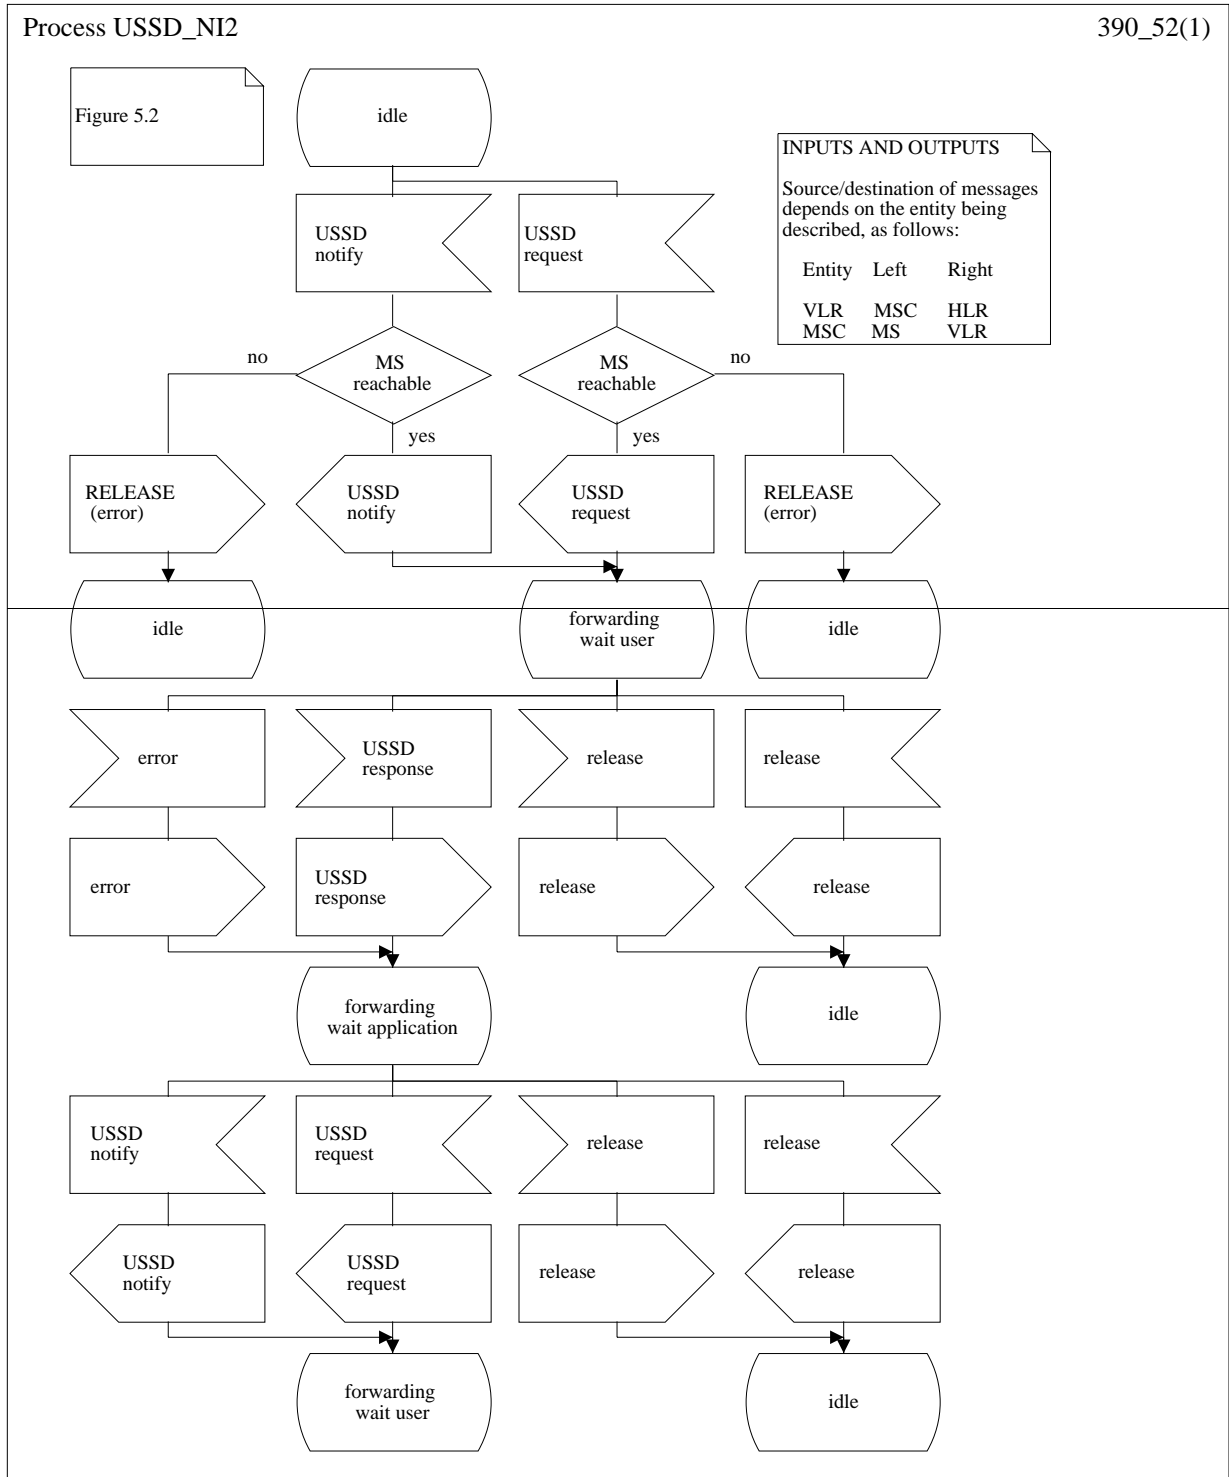 Process USSD_NI2
390_52(1)
Figure 5.2
idle
INPUTS AND OUTPUTS
Source/destination of messages
depends on the entity being
described, as follows:
Entity Left Right
VLR MSC HLR
MSC MS VLR
USSD
notify
USSD
request
no
MS
reachable
MS
reachable
no
yes
yes
RELEASE
(error)
USSD
notify
USSD
request
RELEASE
(error)
idle
forwarding
wait user
idle
error
USSD
response
release
release
error
USSD
response
release
release
forwarding
wait application
idle
USSD
notify
USSD
request
release
release
USSD
notify
USSD
request
release
release
forwarding
wait user
idle